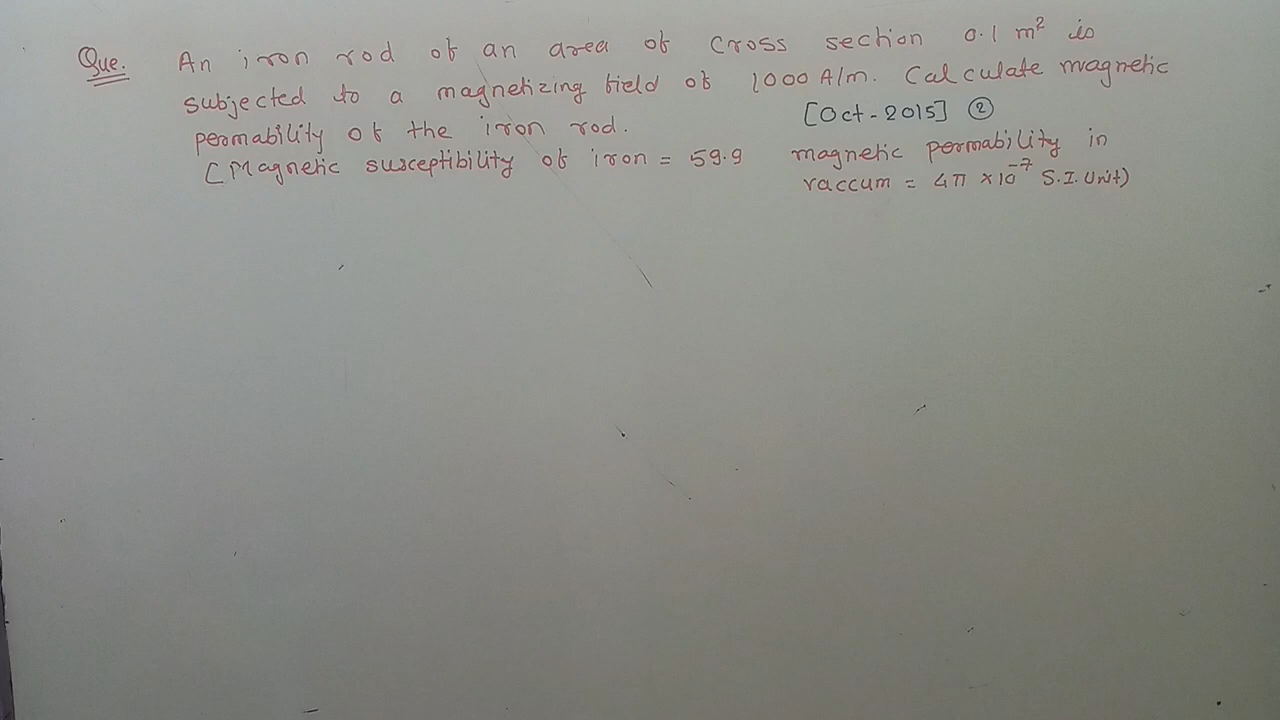 Que. An iron rod of an area of cross section 0.1 m² is
subjected to a magnetizing field of 1000 A/m. Calculate magnetic
permability of the iron rod. [Oct-2015] ②
[Magnetic susceptibility of iron = 59.9 magnetic permability in
vaccum = 4π × 10⁻⁷ S.I. Unit)